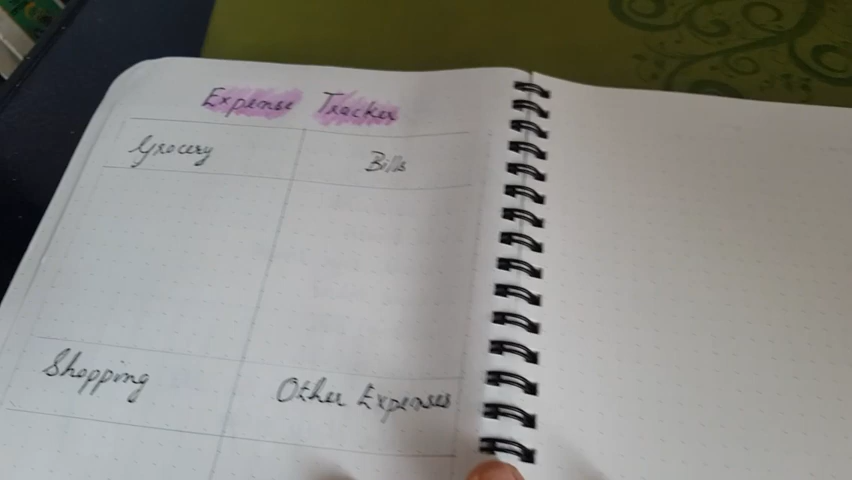 Expense Tracker
Grocery
Bills
Shopping
Other Expenses